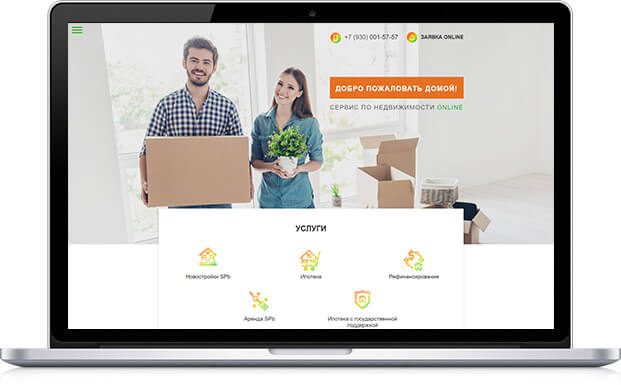 +7 (930) 001-57-57
ЗАЯВКА ONLINE
ДОБРО ПОЖАЛОВАТЬ ДОМОЙ!
СЕРВИС ПО НЕДВИЖИМОСТИ ONLINE
УСЛУГИ
Новостройки SPb
Ипотека
Рефинансирование
Аренда SPb
Ипотека с государственной
поддержкой